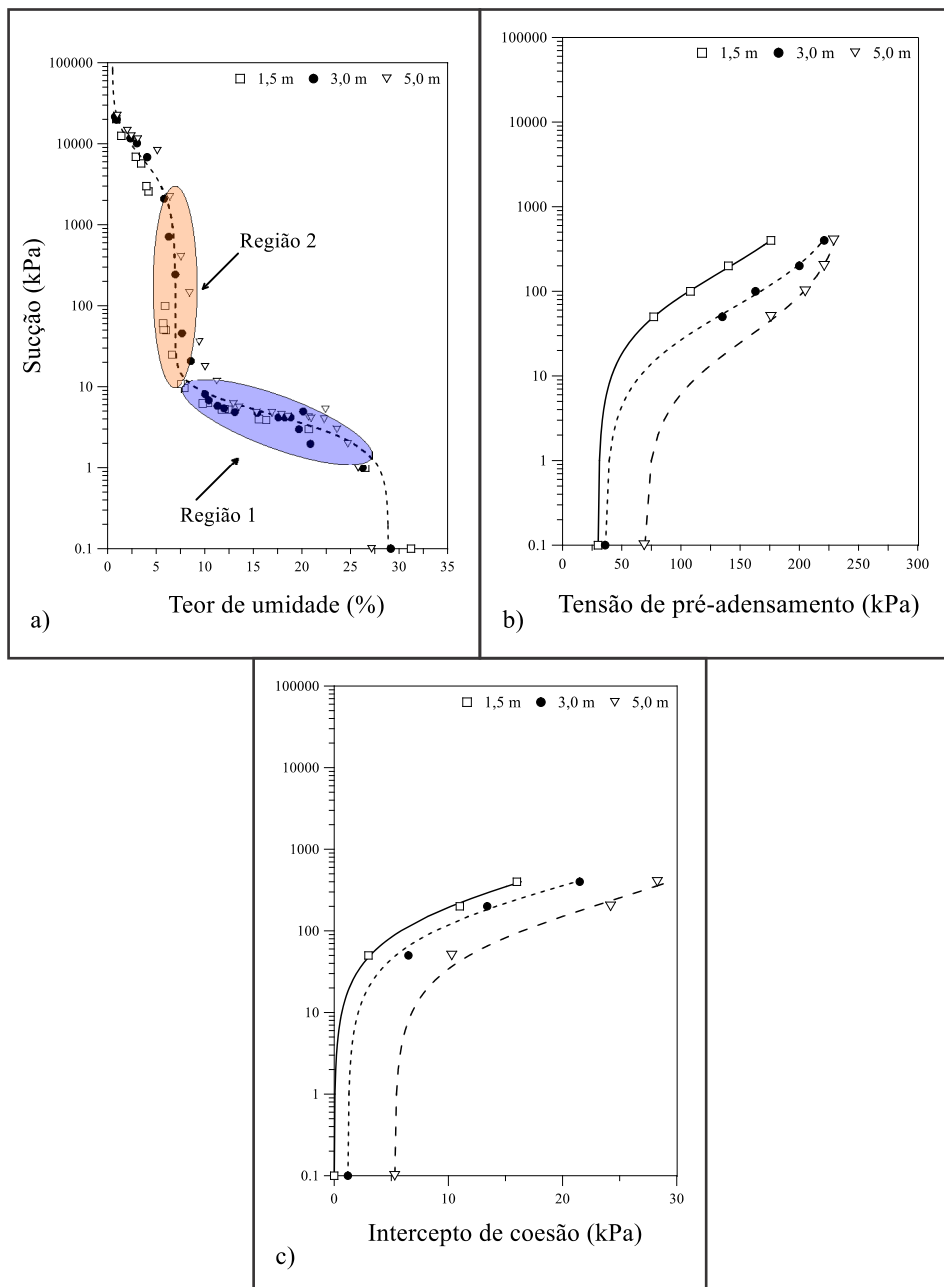 1,5 m 3,0 m 5,0 m
100000
10000
1000
100
10
1
0.1
0 5 10 15 20 25 30 35
Sucção (kPa)
Região 2
Região 1
Teor de umidade (%)
a)
1,5 m 3,0 m 5,0 m
100000
10000
1000
100
10
1
0.1
0 50 100 150 200 250 300
Tensão de pré-adensamento (kPa)
b)
1,5 m 3,0 m 5,0 m
100000
10000
1000
100
10
1
0.1
0 10 20 30
Intercepto de coesão (kPa)
c)